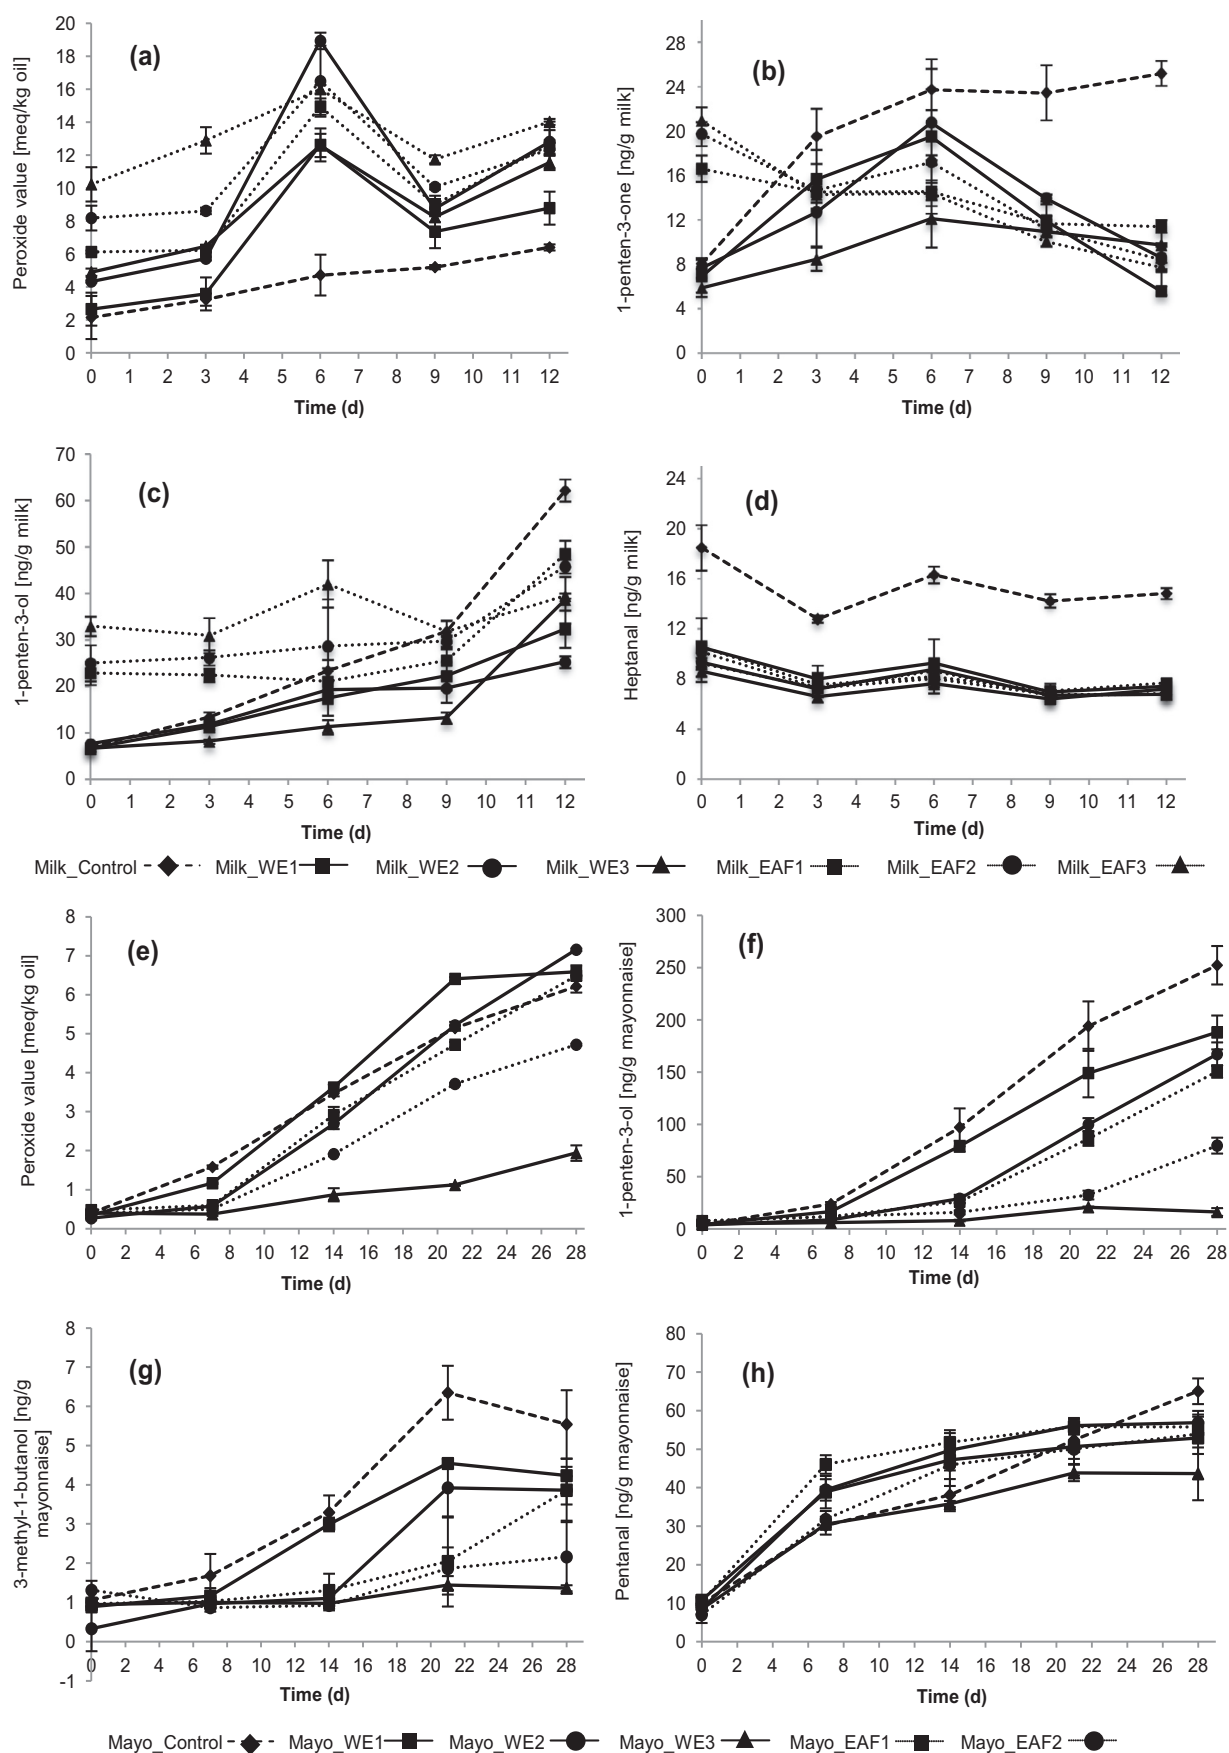 (a)
Peroxide value [meq/kg oil]
20
18
16
14
12
10
8
6
4
2
0
0 1 2 3 4 5 6 7 8 9 10 11 12
Time (d)
(b)
1-penten-3-one [ng/g milk]
28
24
20
16
12
8
4
0
0 1 2 3 4 5 6 7 8 9 10 11 12
Time (d)
(c)
1-penten-3-ol [ng/g milk]
70
60
50
40
30
20
10
0
0 1 2 3 4 5 6 7 8 9 10 11 12
Time (d)
(d)
Heptanal [ng/g milk]
24
20
16
12
8
4
0
0 1 2 3 4 5 6 7 8 9 10 11 12
Time (d)
Milk_Control Milk_WE1 Milk_WE2 Milk_WE3 Milk_EAF1 Milk_EAF2 Milk_EAF3
(e)
Peroxide value [meq/kg oil]
8
7
6
5
4
3
2
1
0
0 2 4 6 8 10 12 14 16 18 20 22 24 26 28
Time (d)
(f)
1-penten-3-ol [ng/g mayonnaise]
300
250
200
150
100
50
0
0 2 4 6 8 10 12 14 16 18 20 22 24 26 28
Time (d)
(g)
3-methyl-1-butanol [ng/g
mayonnaise]
8
7
6
5
4
3
2
1
0
-1
0 2 4 6 8 10 12 14 16 18 20 22 24 26 28
Time (d)
(h)
Pentanal [ng/g mayonnaise]
80
70
60
50
40
30
20
10
0
0 2 4 6 8 10 12 14 16 18 20 22 24 26 28
Time (d)
Mayo_Control Mayo_WE1 Mayo_WE2 Mayo_WE3 Mayo_EAF1 Mayo_EAF2